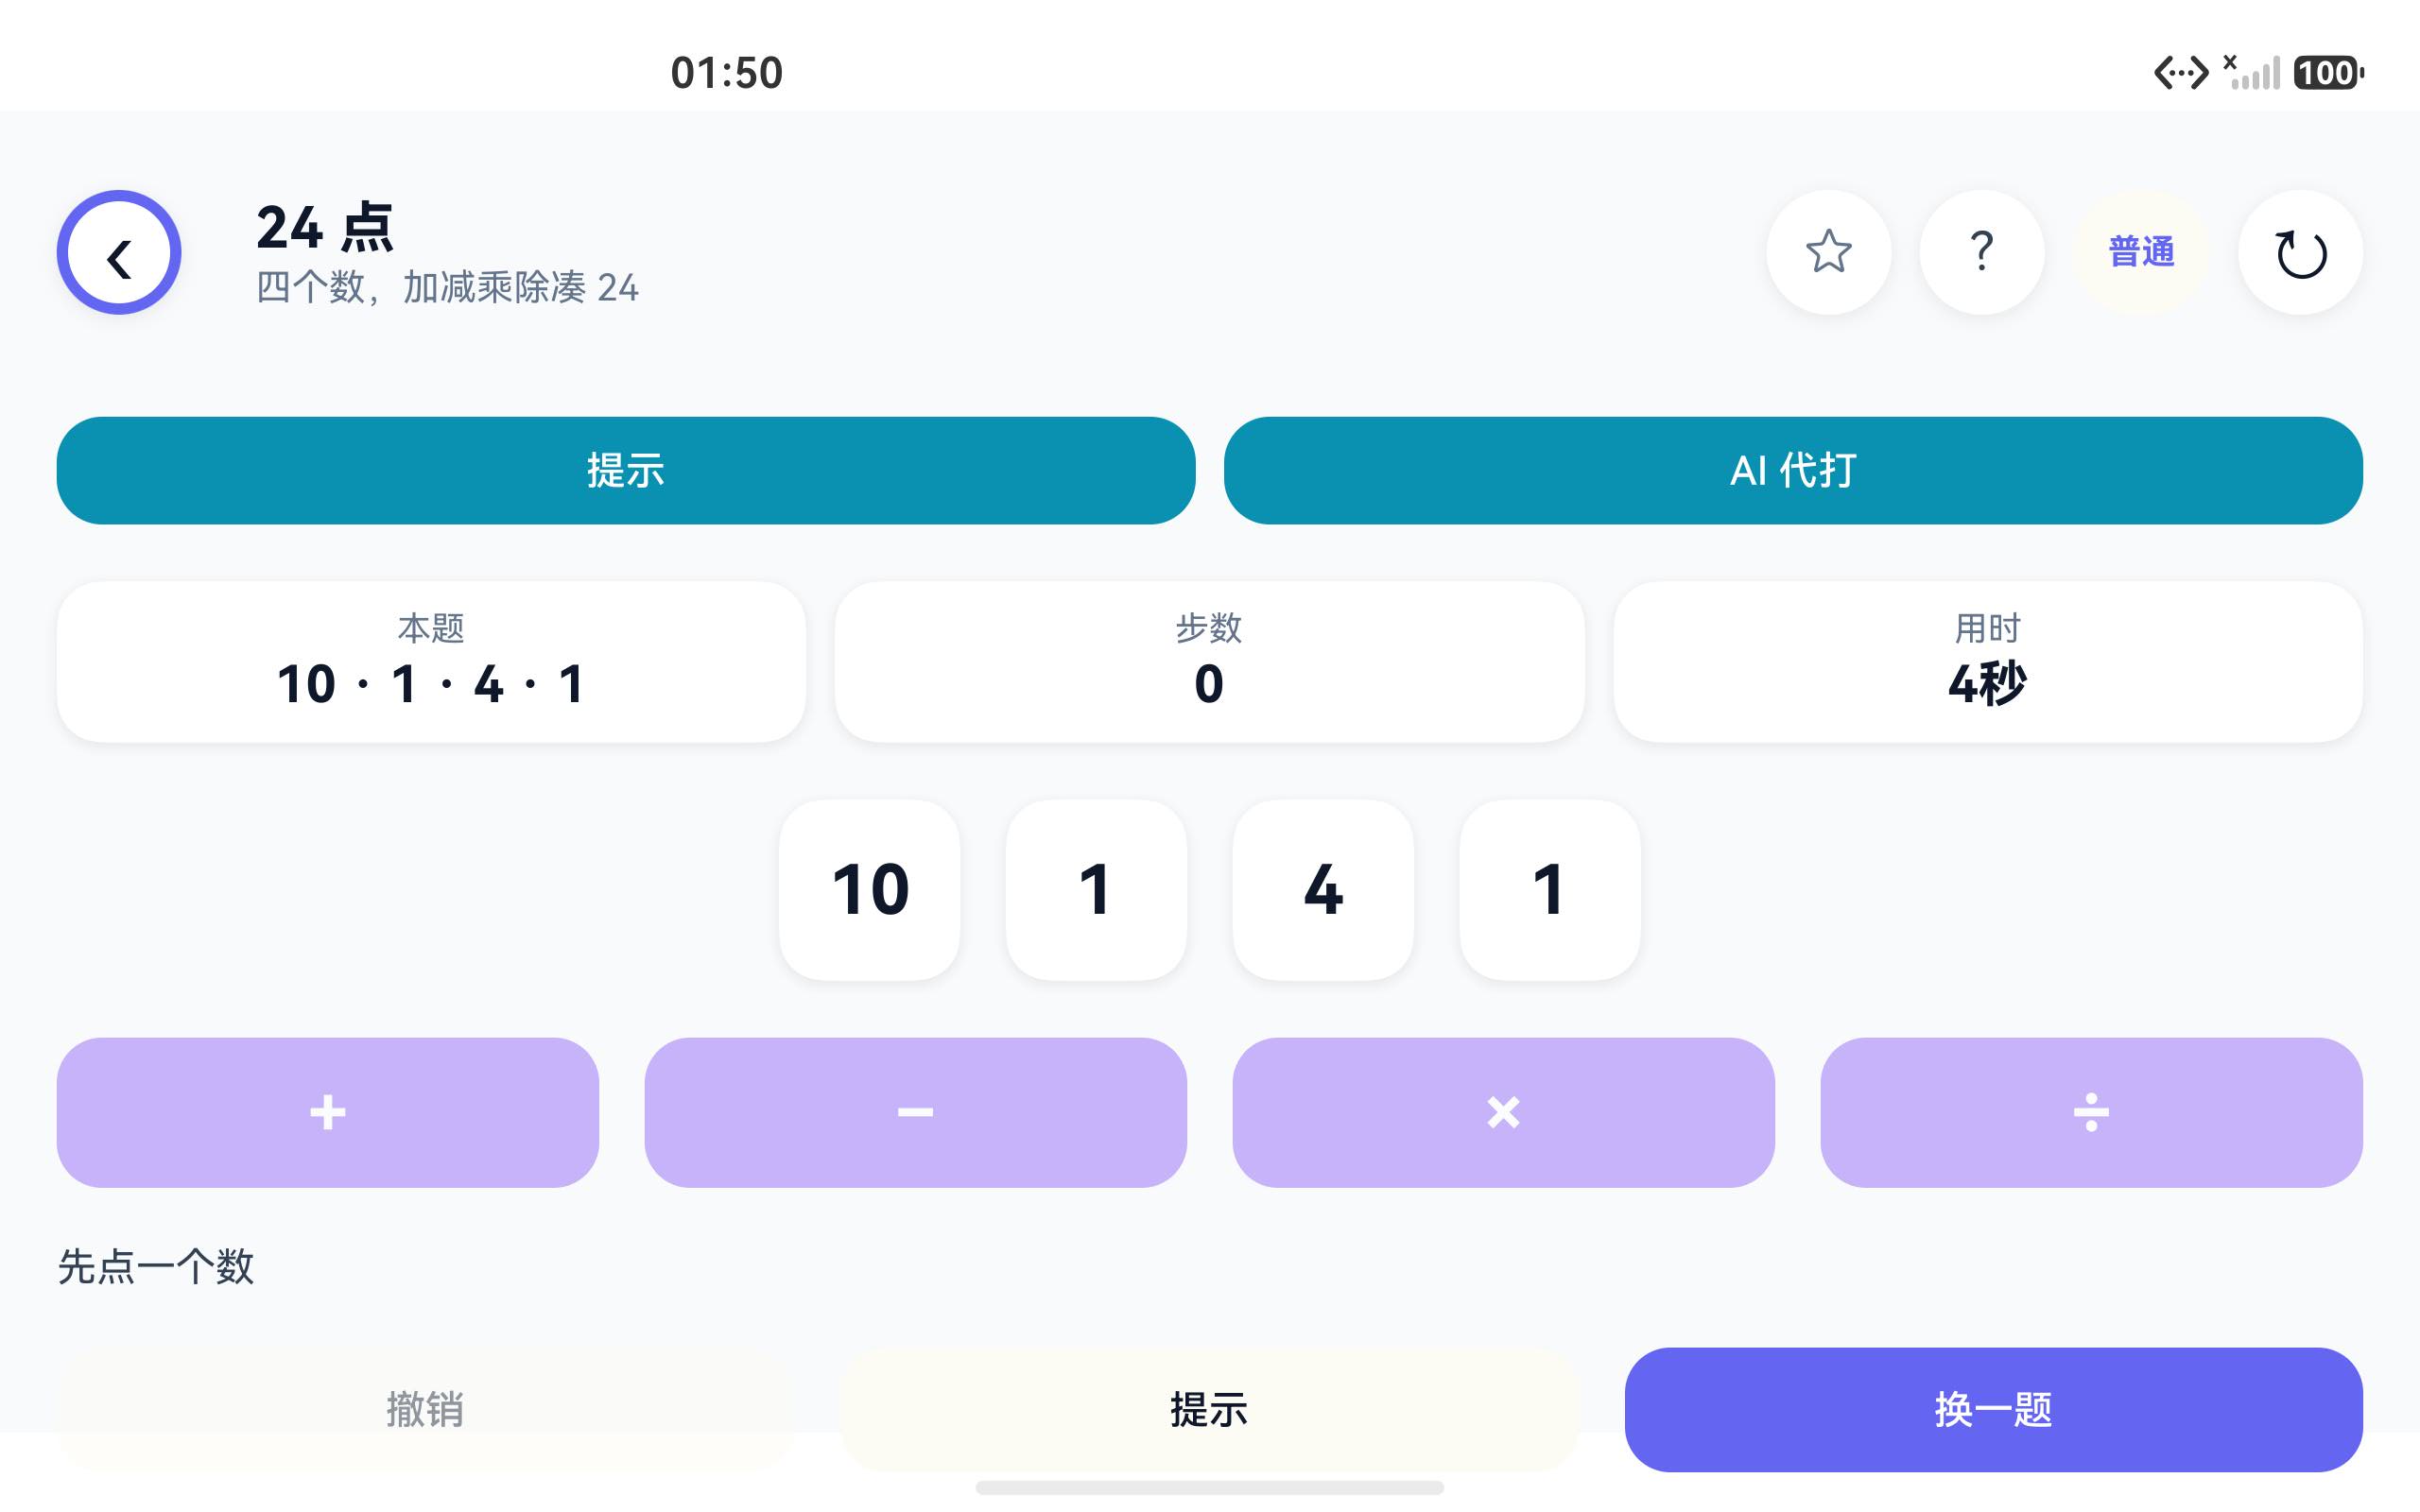 01:50
100
24 点
四个数，加减乘除凑 24
?
普通
提示
AI 代打
本题
10 · 1 · 4 · 1
步数
0
用时
4秒
10 1 4 1
+ − × ÷
先点一个数
撤销
提示
换一题